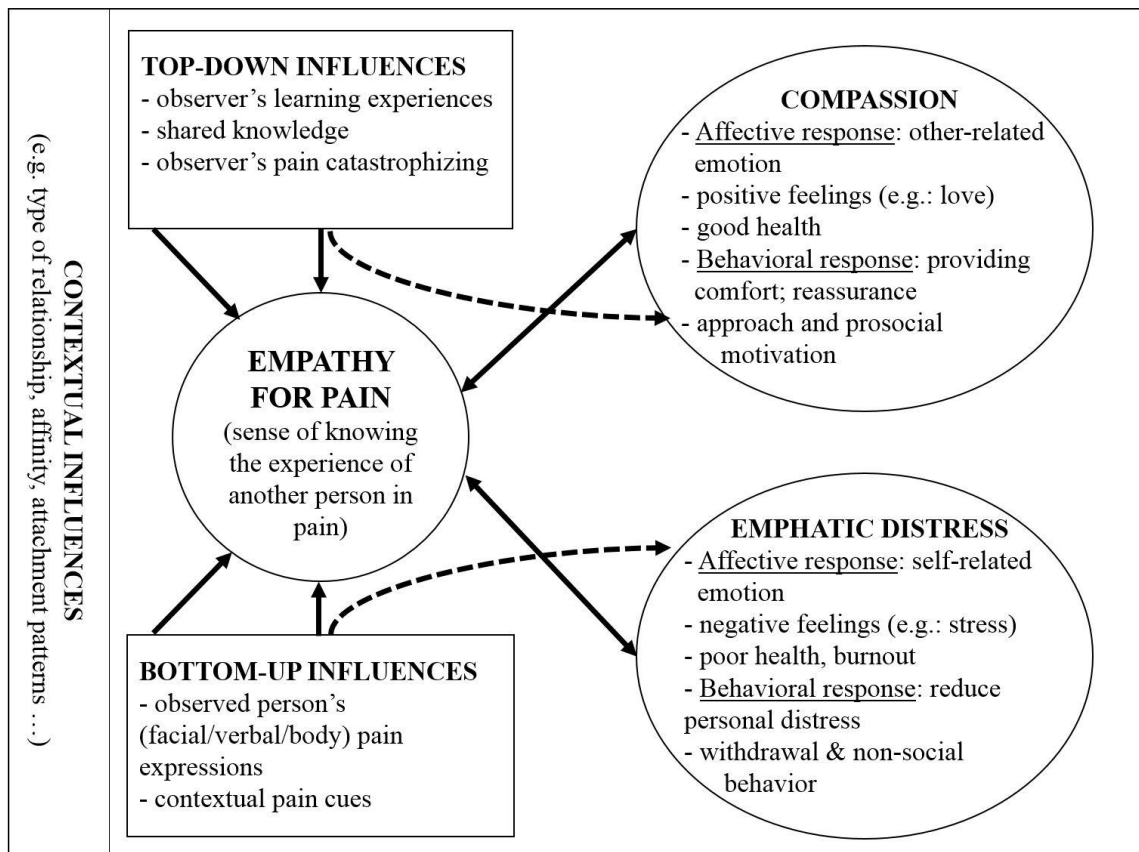 CONTEXTUAL INFLUENCES
(e.g. type of relationship, affinity, attachment patterns …)
TOP-DOWN INFLUENCES
- observer’s learning experiences
- shared knowledge
- observer’s pain catastrophizing
EMPATHY
FOR PAIN
(sense of knowing
the experience of
another person in
pain)
BOTTOM-UP INFLUENCES
- observed person’s
(facial/verbal/body) pain
expressions
- contextual pain cues
COMPASSION
- Affective response: other-related
emotion
- positive feelings (e.g.: love)
- good health
- Behavioral response: providing
comfort; reassurance
- approach and prosocial
motivation
EMPHATIC DISTRESS
- Affective response: self-related
emotion
- negative feelings (e.g.: stress)
- poor health, burnout
- Behavioral response: reduce
personal distress
- withdrawal & non-social
behavior